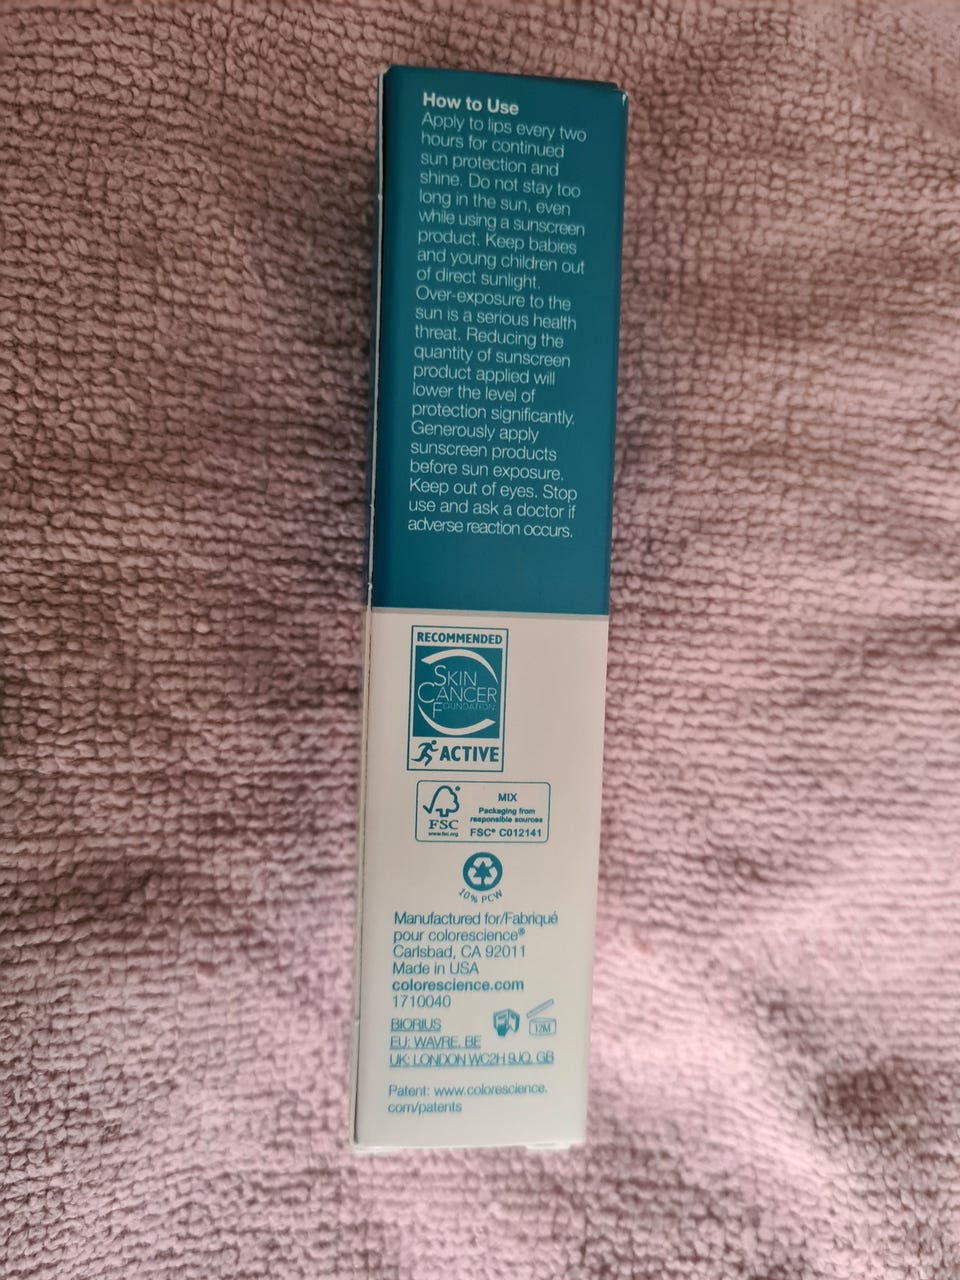 How to Use
Apply to lips every two
hours for continued
sun protection and
shine. Do not stay too
long in the sun, even
while using a sunscreen
product. Keep babies
and young children out
of direct sunlight.
Over-exposure to the
sun is a serious health
threat. Reducing the
quantity of sunscreen
product applied will
lower the level of
protection significantly.
Generously apply
sunscreen products
before sun exposure.
Keep out of eyes. Stop
use and ask a doctor if
adverse reaction occurs.
RECOMMENDED
SKIN
CANCER
FOUNDATION
ACTIVE
MIX
Packaging from
responsible sources
FSC
www.fsc.org
FSC® C012141
10% PCW
Manufactured for/Fabriqué
pour colorescience®
Carlsbad, CA 92011
Made in USA
colorescience.com
1710040
BIORIUS
12M
EU: WAVRE, BE
UK: LONDON WC2H 9JQ, GB
Patent: www.colorescience.
com/patents